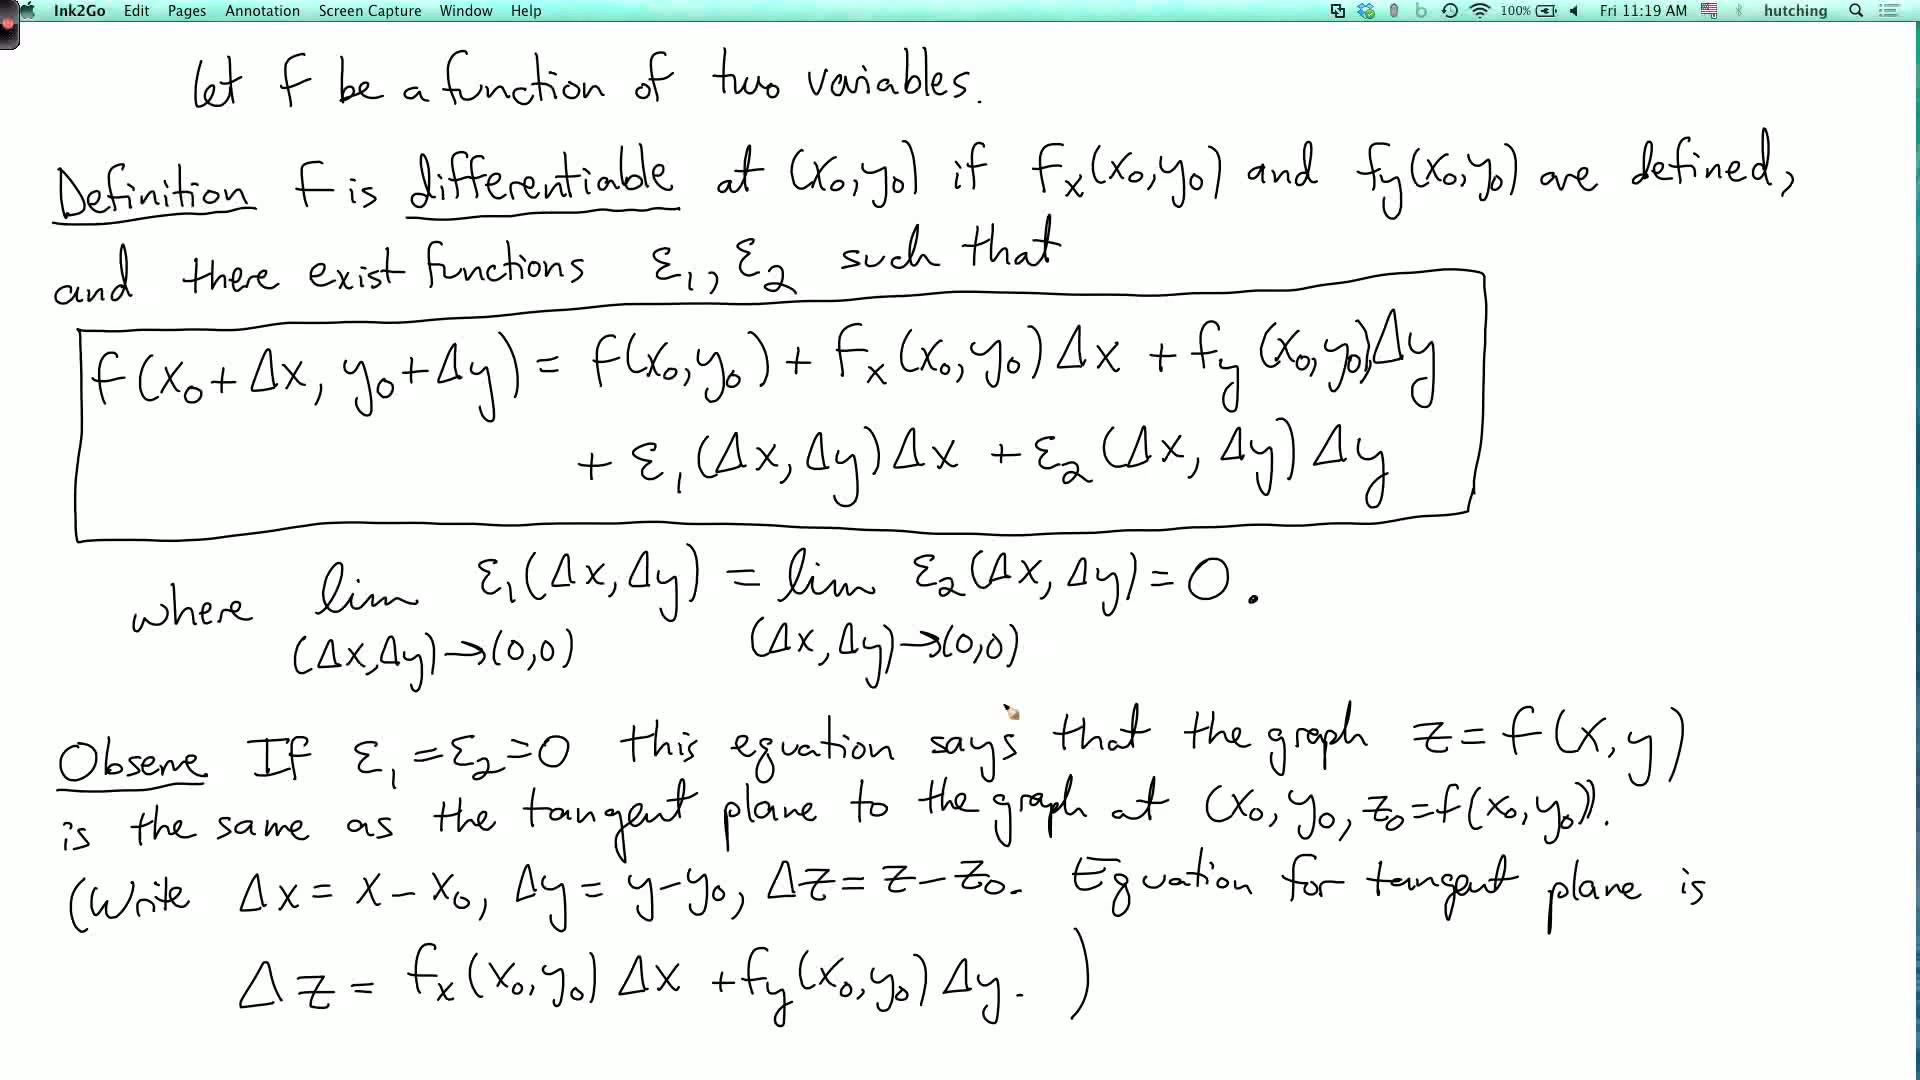 Ink2Go Edit Pages Annotation Screen Capture Window Help 100% Fri 11:19 AM hutching
Let f be a function of two variables.
Definition f is differentiable at (x₀,y₀) if fₓ(x₀,y₀) and f_y(x₀,y₀) are defined,
and there exist functions ε₁, ε₂ such that
f(x₀+Δx, y₀+Δy) = f(x₀,y₀) + fₓ(x₀,y₀)Δx + f_y(x₀,y₀)Δy
+ ε₁(Δx,Δy)Δx + ε₂(Δx,Δy)Δy
where lim ε₁(Δx,Δy) = lim ε₂(Δx,Δy) = 0.
(Δx,Δy)→(0,0) (Δx,Δy)→(0,0)
Observe If ε₁=ε₂=0 this equation says that the graph z=f(x,y)
is the same as the tangent plane to the graph at (x₀,y₀,z₀=f(x₀,y₀)).
(Write Δx=x-x₀, Δy=y-y₀, Δz=z-z₀. Equation for tangent plane is
Δz = fₓ(x₀,y₀)Δx + f_y(x₀,y₀)Δy. )